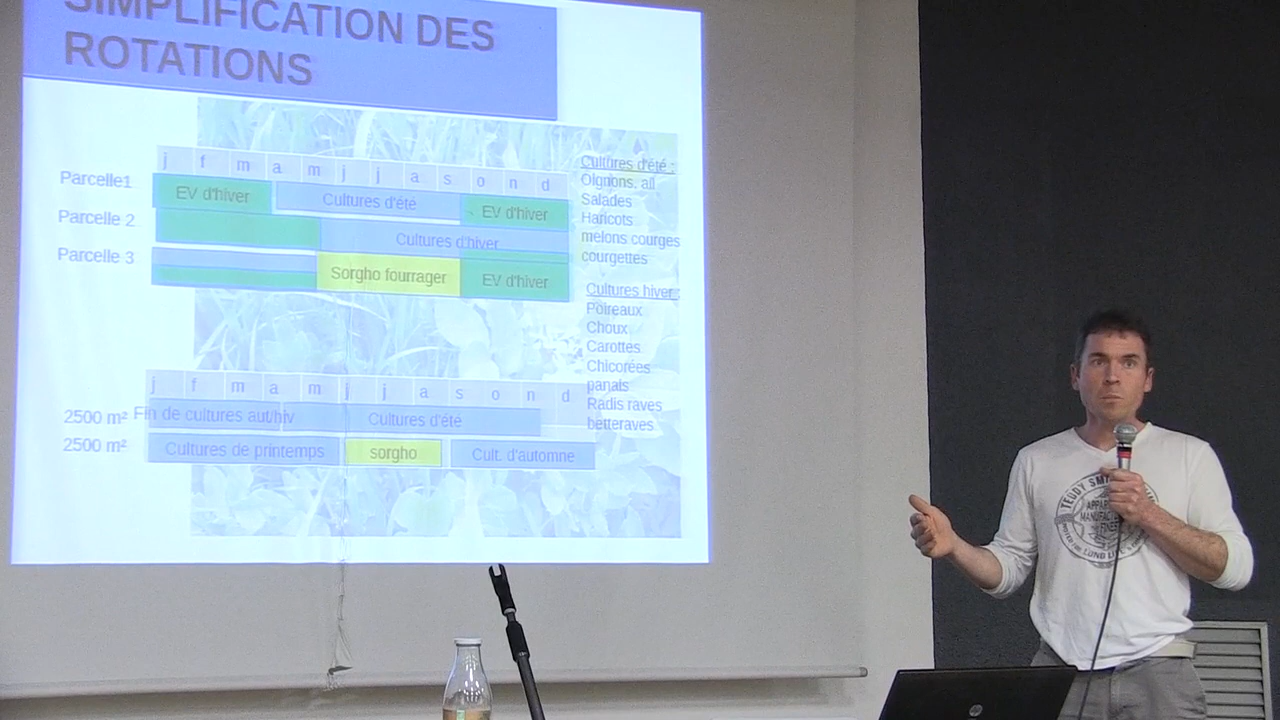 SIMPLIFICATION DES
ROTATIONS
j f m a m j j a s o n d
Parcelle1 EV d'hiver Cultures d'été EV d'hiver
Parcelle 2 Cultures d'hiver
Parcelle 3 Sorgho fourrager EV d'hiver
Cultures d'été :
Oignons, ail
Salades
Haricots
melons courges
courgettes
Cultures hiver :
Poireaux
Choux
Carottes
Chicorées
panais
Radis raves
betteraves
j f m a m j j a s o n d
2500 m² Fin de cultures aut/hiv Cultures d'été
2500 m² Cultures de printemps sorgho Cult. d'automne
TEDDY
hp